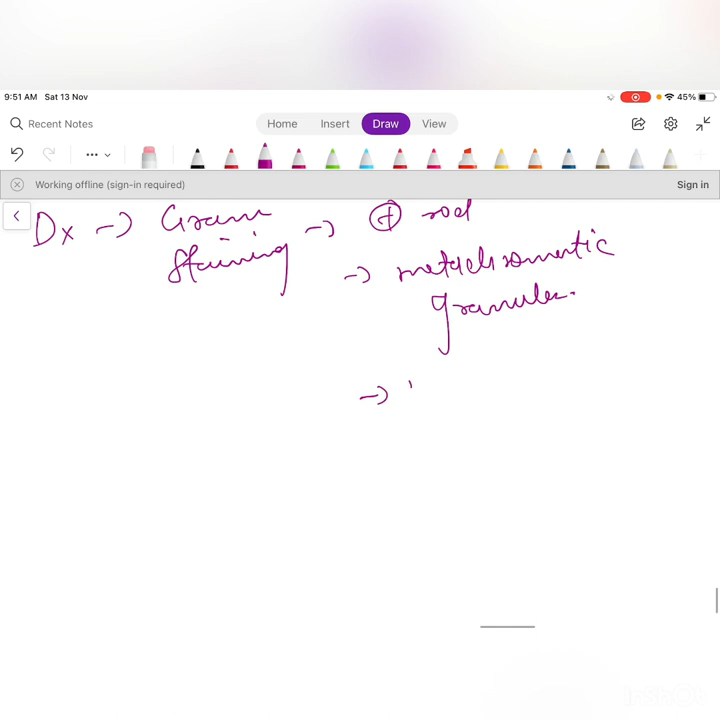 9:51 AM Sat 13 Nov
45%
Recent Notes
Home Insert Draw View
Working offline (sign-in required)
Sign in
Dx → Gram → ⊕ rod
Staining → metachromatic
granules.
→
InShOt